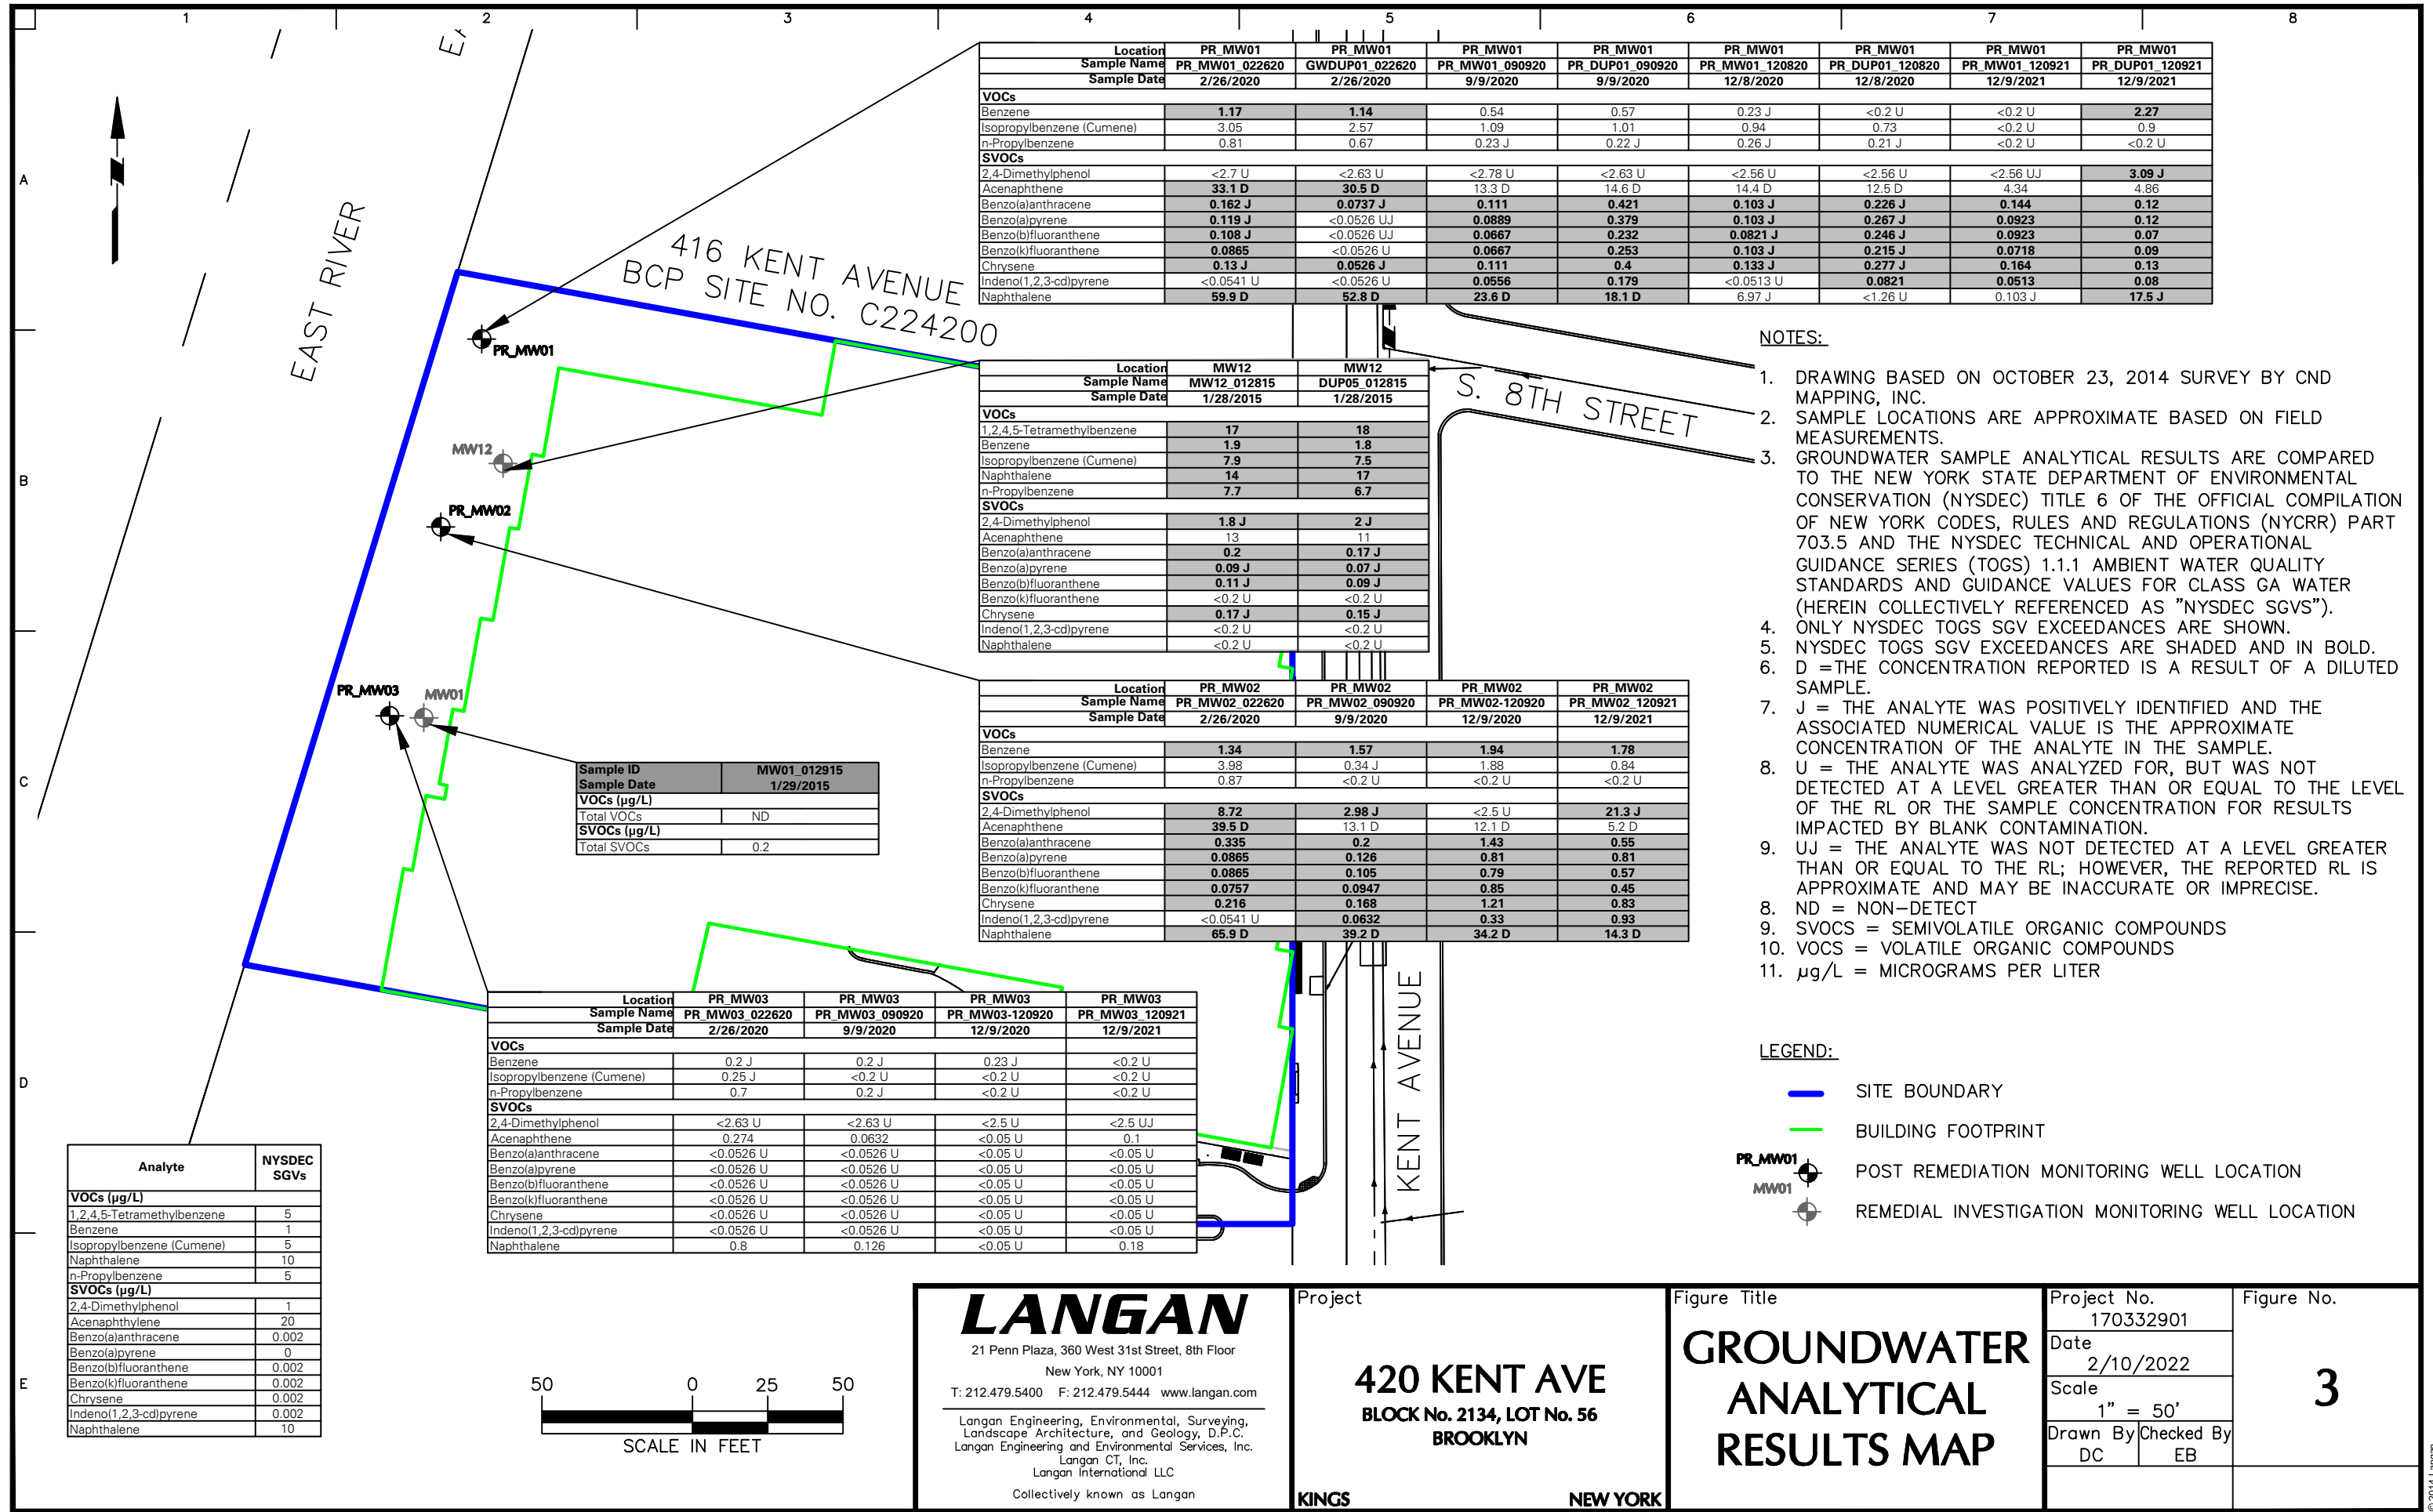 1 2 3 4 5 6 7 8
A
B
C
D
E
EAST RIVER
416 KENT AVENUE
BCP SITE NO. C224200
S. 8TH STREET
KENT AVENUE
PR_MW01
MW12
PR_MW02
PR_MW03
MW01
Location PR_MW01 PR_MW01 PR_MW01 PR_MW01 PR_MW01 PR_MW01 PR_MW01 PR_MW01
Sample Name PR_MW01_022620 GWDUP01_022620 PR_MW01_090920 PR_DUP01_090920 PR_MW01_120820 PR_DUP01_120820 PR_MW01_120921 PR_DUP01_120921
Sample Date 2/26/2020 2/26/2020 9/9/2020 9/9/2020 12/8/2020 12/8/2020 12/9/2021 12/9/2021
VOCs
Benzene 1.17 1.14 0.54 0.57 0.23 J <0.2 U <0.2 U 2.27
Isopropylbenzene (Cumene) 3.05 2.57 1.09 1.01 0.94 0.73 <0.2 U 0.9
n-Propylbenzene 0.81 0.67 0.23 J 0.22 J 0.26 J 0.21 J <0.2 U <0.2 U
SVOCs
2,4-Dimethylphenol <2.7 U <2.63 U <2.78 U <2.63 U <2.56 U <2.56 U <2.56 UJ 3.09 J
Acenaphthene 33.1 D 30.5 D 13.3 D 14.6 D 14.4 D 12.5 D 4.34 4.86
Benzo(a)anthracene 0.162 J 0.0737 J 0.111 0.421 0.103 J 0.226 J 0.144 0.12
Benzo(a)pyrene 0.119 J <0.0526 UJ 0.0889 0.379 0.103 J 0.267 J 0.0923 0.12
Benzo(b)fluoranthene 0.108 J <0.0526 UJ 0.0667 0.232 0.0821 J 0.246 J 0.0923 0.07
Benzo(k)fluoranthene 0.0865 <0.0526 U 0.0667 0.253 0.103 J 0.215 J 0.0718 0.09
Chrysene 0.13 J 0.0526 J 0.111 0.4 0.133 J 0.277 J 0.164 0.13
Indeno(1,2,3-cd)pyrene <0.0541 U <0.0526 U 0.0556 0.179 <0.0513 U 0.0821 0.0513 0.08
Naphthalene 59.9 D 52.8 D 23.6 D 18.1 D 6.97 J <1.26 U 0.103 J 17.5 J
Location MW12 MW12
Sample Name MW12_012815 DUP05_012815
Sample Date 1/28/2015 1/28/2015
VOCs
1,2,4,5-Tetramethylbenzene 17 18
Benzene 1.9 1.8
Isopropylbenzene (Cumene) 7.9 7.5
Naphthalene 14 17
n-Propylbenzene 7.7 6.7
SVOCs
2,4-Dimethylphenol 1.8 J 2 J
Acenaphthene 13 11
Benzo(a)anthracene 0.2 0.17 J
Benzo(a)pyrene 0.09 J 0.07 J
Benzo(b)fluoranthene 0.11 J 0.09 J
Benzo(k)fluoranthene <0.2 U <0.2 U
Chrysene 0.17 J 0.15 J
Indeno(1,2,3-cd)pyrene <0.2 U <0.2 U
Naphthalene <0.2 U <0.2 U
Location PR_MW02 PR_MW02 PR_MW02 PR_MW02
Sample Name PR_MW02_022620 PR_MW02_090920 PR_MW02-120920 PR_MW02_120921
Sample Date 2/26/2020 9/9/2020 12/9/2020 12/9/2021
VOCs
Benzene 1.34 1.57 1.94 1.78
Isopropylbenzene (Cumene) 3.98 0.34 J 1.88 0.84
n-Propylbenzene 0.87 <0.2 U <0.2 U <0.2 U
SVOCs
2,4-Dimethylphenol 8.72 2.98 J <2.5 U 21.3 J
Acenaphthene 39.5 D 13.1 D 12.1 D 5.2 D
Benzo(a)anthracene 0.335 0.2 1.43 0.55
Benzo(a)pyrene 0.0865 0.126 0.81 0.81
Benzo(b)fluoranthene 0.0865 0.105 0.79 0.57
Benzo(k)fluoranthene 0.0757 0.0947 0.85 0.45
Chrysene 0.216 0.168 1.21 0.83
Indeno(1,2,3-cd)pyrene <0.0541 U 0.0632 0.33 0.93
Naphthalene 65.9 D 39.2 D 34.2 D 14.3 D
Sample ID MW01_012915
Sample Date 1/29/2015
VOCs (µg/L)
Total VOCs ND
SVOCs (µg/L)
Total SVOCs 0.2
Location PR_MW03 PR_MW03 PR_MW03 PR_MW03
Sample Name PR_MW03_022620 PR_MW03_090920 PR_MW03-120920 PR_MW03_120921
Sample Date 2/26/2020 9/9/2020 12/9/2020 12/9/2021
VOCs
Benzene 0.2 J 0.2 J 0.23 J <0.2 U
Isopropylbenzene (Cumene) 0.25 J <0.2 U <0.2 U <0.2 U
n-Propylbenzene 0.7 0.2 J <0.2 U <0.2 U
SVOCs
2,4-Dimethylphenol <2.63 U <2.63 U <2.5 U <2.5 UJ
Acenaphthene 0.274 0.0632 <0.05 U 0.1
Benzo(a)anthracene <0.0526 U <0.0526 U <0.05 U <0.05 U
Benzo(a)pyrene <0.0526 U <0.0526 U <0.05 U <0.05 U
Benzo(b)fluoranthene <0.0526 U <0.0526 U <0.05 U <0.05 U
Benzo(k)fluoranthene <0.0526 U <0.0526 U <0.05 U <0.05 U
Chrysene <0.0526 U <0.0526 U <0.05 U <0.05 U
Indeno(1,2,3-cd)pyrene <0.0526 U <0.0526 U <0.05 U <0.05 U
Naphthalene 0.8 0.126 <0.05 U 0.18
Analyte NYSDEC SGVs
VOCs (µg/L)
1,2,4,5-Tetramethylbenzene 5
Benzene 1
Isopropylbenzene (Cumene) 5
Naphthalene 10
n-Propylbenzene 5
SVOCs (µg/L)
2,4-Dimethylphenol 1
Acenaphthylene 20
Benzo(a)anthracene 0.002
Benzo(a)pyrene 0
Benzo(b)fluoranthene 0.002
Benzo(k)fluoranthene 0.002
Chrysene 0.002
Indeno(1,2,3-cd)pyrene 0.002
Naphthalene 10
NOTES:
1. DRAWING BASED ON OCTOBER 23, 2014 SURVEY BY CND
MAPPING, INC.
2. SAMPLE LOCATIONS ARE APPROXIMATE BASED ON FIELD
MEASUREMENTS.
3. GROUNDWATER SAMPLE ANALYTICAL RESULTS ARE COMPARED
TO THE NEW YORK STATE DEPARTMENT OF ENVIRONMENTAL
CONSERVATION (NYSDEC) TITLE 6 OF THE OFFICIAL COMPILATION
OF NEW YORK CODES, RULES AND REGULATIONS (NYCRR) PART
703.5 AND THE NYSDEC TECHNICAL AND OPERATIONAL
GUIDANCE SERIES (TOGS) 1.1.1 AMBIENT WATER QUALITY
STANDARDS AND GUIDANCE VALUES FOR CLASS GA WATER
(HEREIN COLLECTIVELY REFERENCED AS "NYSDEC SGVS").
4. ONLY NYSDEC TOGS SGV EXCEEDANCES ARE SHOWN.
5. NYSDEC TOGS SGV EXCEEDANCES ARE SHADED AND IN BOLD.
6. D =THE CONCENTRATION REPORTED IS A RESULT OF A DILUTED
SAMPLE.
7. J = THE ANALYTE WAS POSITIVELY IDENTIFIED AND THE
ASSOCIATED NUMERICAL VALUE IS THE APPROXIMATE
CONCENTRATION OF THE ANALYTE IN THE SAMPLE.
8. U = THE ANALYTE WAS ANALYZED FOR, BUT WAS NOT
DETECTED AT A LEVEL GREATER THAN OR EQUAL TO THE LEVEL
OF THE RL OR THE SAMPLE CONCENTRATION FOR RESULTS
IMPACTED BY BLANK CONTAMINATION.
9. UJ = THE ANALYTE WAS NOT DETECTED AT A LEVEL GREATER
THAN OR EQUAL TO THE RL; HOWEVER, THE REPORTED RL IS
APPROXIMATE AND MAY BE INACCURATE OR IMPRECISE.
8. ND = NON-DETECT
9. SVOCS = SEMIVOLATILE ORGANIC COMPOUNDS
10. VOCS = VOLATILE ORGANIC COMPOUNDS
11. µg/L = MICROGRAMS PER LITER
LEGEND:
SITE BOUNDARY
BUILDING FOOTPRINT
PR_MW01 POST REMEDIATION MONITORING WELL LOCATION
MW01 REMEDIAL INVESTIGATION MONITORING WELL LOCATION
50 0 25 50
SCALE IN FEET
LANGAN
21 Penn Plaza, 360 West 31st Street, 8th Floor
New York, NY 10001
T: 212.479.5400 F: 212.479.5444 www.langan.com
Langan Engineering, Environmental, Surveying,
Landscape Architecture, and Geology, D.P.C.
Langan Engineering and Environmental Services, Inc.
Langan CT, Inc.
Langan International LLC
Collectively known as Langan
Project
420 KENT AVE
BLOCK No. 2134, LOT No. 56
BROOKLYN
KINGS NEW YORK
Figure Title
GROUNDWATER
ANALYTICAL
RESULTS MAP
Project No.
170332901
Date
2/10/2022
Scale
1" = 50'
Drawn By Checked By
DC EB
Figure No.
3